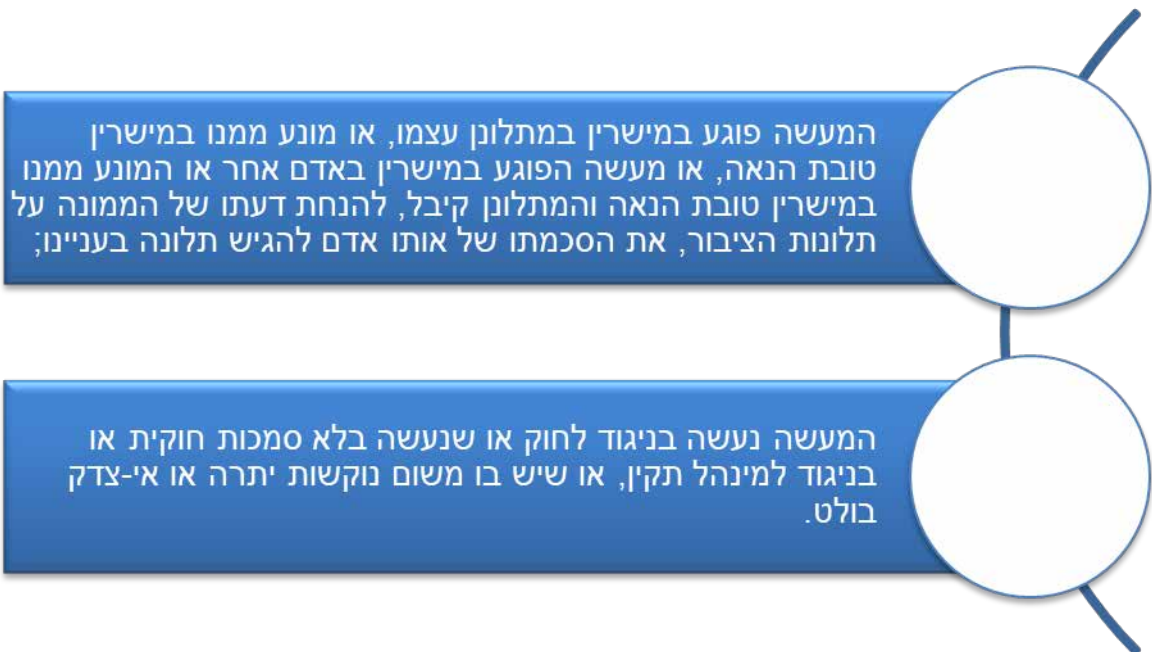 המעשה פוגע במישרין במתלונן עצמו, או מונע ממנו במישרין
טובת הנאה, או מעשה הפוגע במישרין באדם אחר או המונע ממנו
במישרין טובת הנאה והמתלונן קיבל, להנחת דעתו של הממונה על
תלונות הציבור, את הסכמתו של אותו אדם להגיש תלונה בעניינו;
המעשה נעשה בניגוד לחוק או שנעשה בלא סמכות חוקית או
בניגוד למינהל תקין, או שיש בו משום נוקשות יתרה או אי-צדק
בולט.